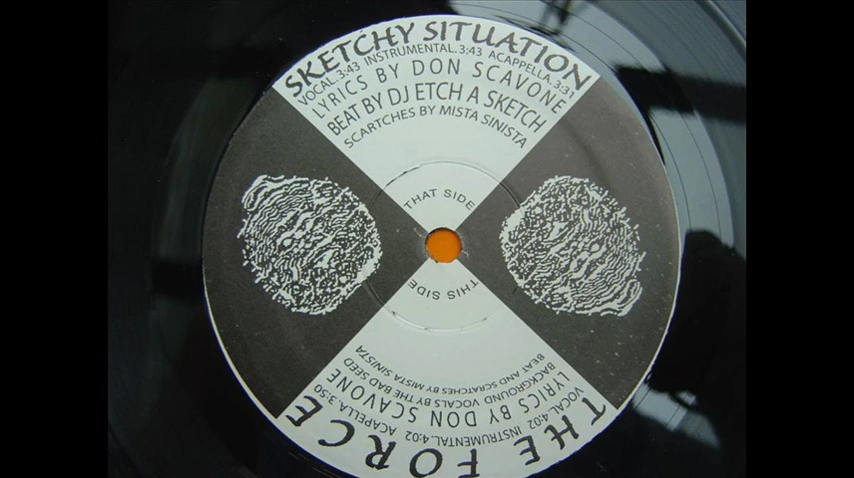 SKETCHY SITUATION
VOCAL.3:43 INSTRUMENTAL.3:43 ACAPPELLA.3:31
LYRICS BY DON SCAVONE
BEAT BY DJ ETCH A SKETCH
SCARTCHES BY MISTA SINISTA
THAT SIDE
THIS SIDE
THE FORCE
VOCAL.4:02 INSTRUMENTAL.4:02 ACAPELLA.3:50
LYRICS BY DON SCAVONE
BACKGROUND VOCALS BY THE BAD SEED
BEAT AND SCRATCHES BY MISTA SINISTA